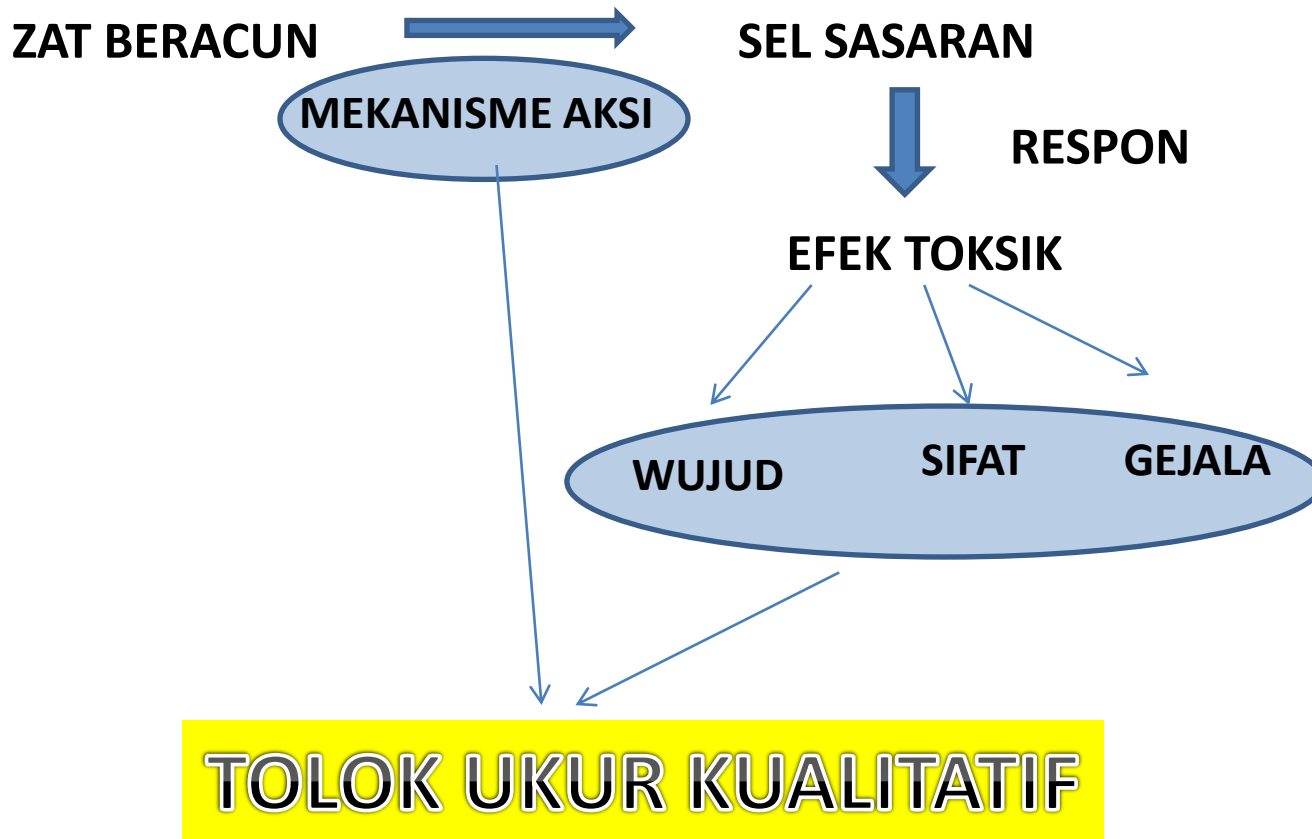 ZAT BERACUN
SEL SASARAN
MEKANISME AKSI
RESPON
EFEK TOKSIK
WUJUD
SIFAT
GEJALA
TOLOK UKUR KUALITATIF